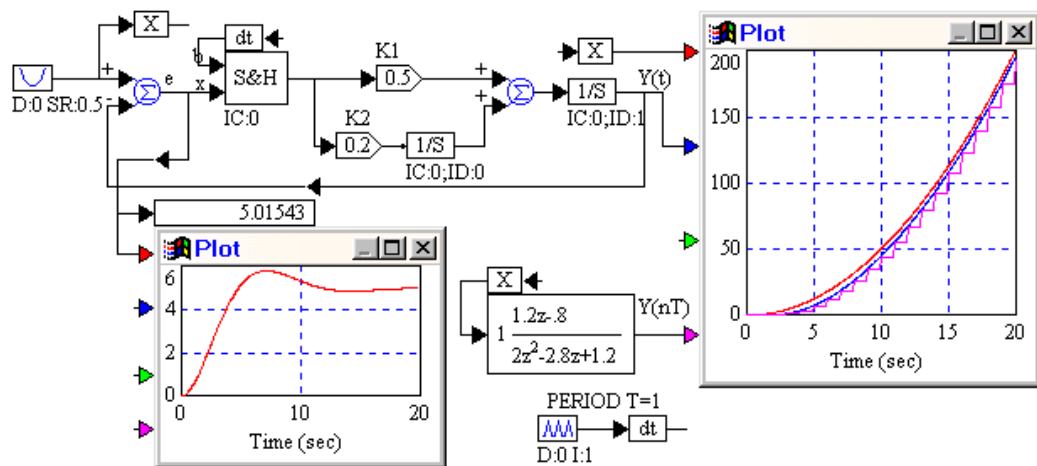 X
dt
b
e
x
+
-
Σ
S&H
D:0 SR:0.5
IC:0
K1
0.5
K2
0.2
1/S
IC:0;ID:0
+
+
Σ
X
1/S
IC:0;ID:1
Y(t)
5.01543
Plot
6
4
2
0
0
10
20
Time (sec)
X
1
1.2z-.8
2z²-2.8z+1.2
Y(nT)
PERIOD T=1
dt
D:0 I:1
Plot
200
150
100
50
0
0
5
10
15
20
Time (sec)